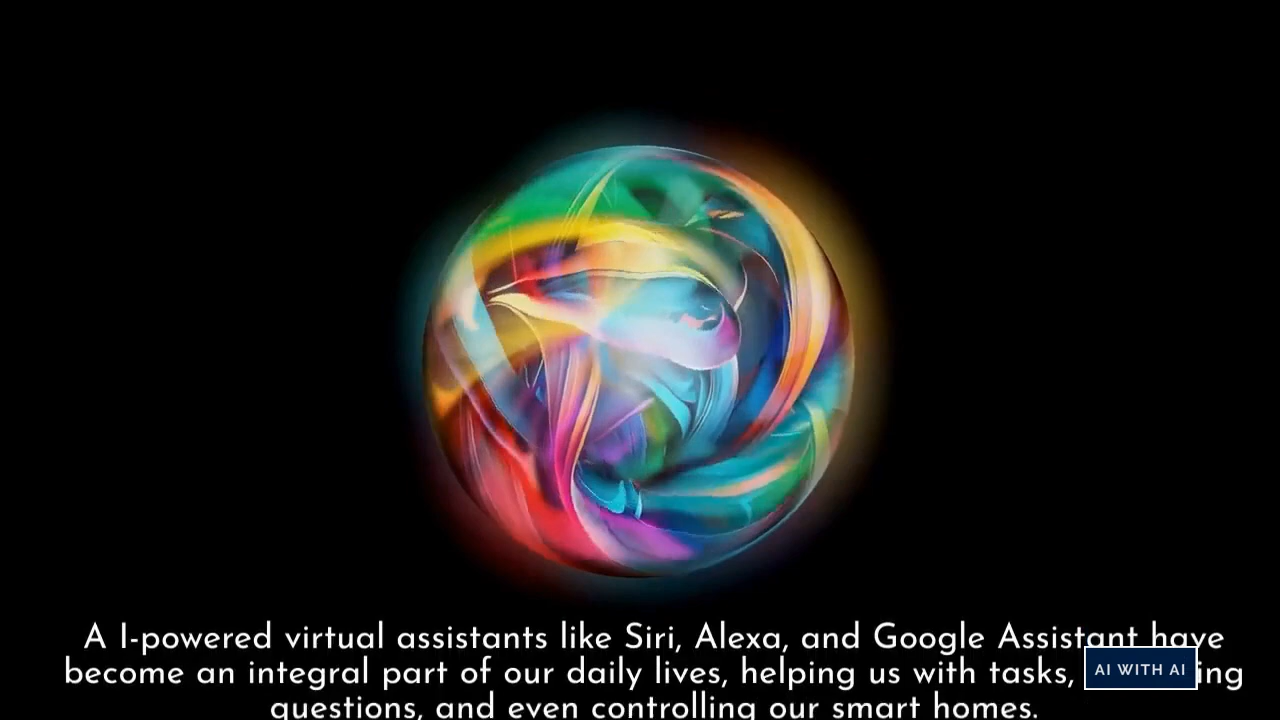 A I-powered virtual assistants like Siri, Alexa, and Google Assistant have
become an integral part of our daily lives, helping us with tasks,
AI WITH AI
questions, and even controlling our smart homes.